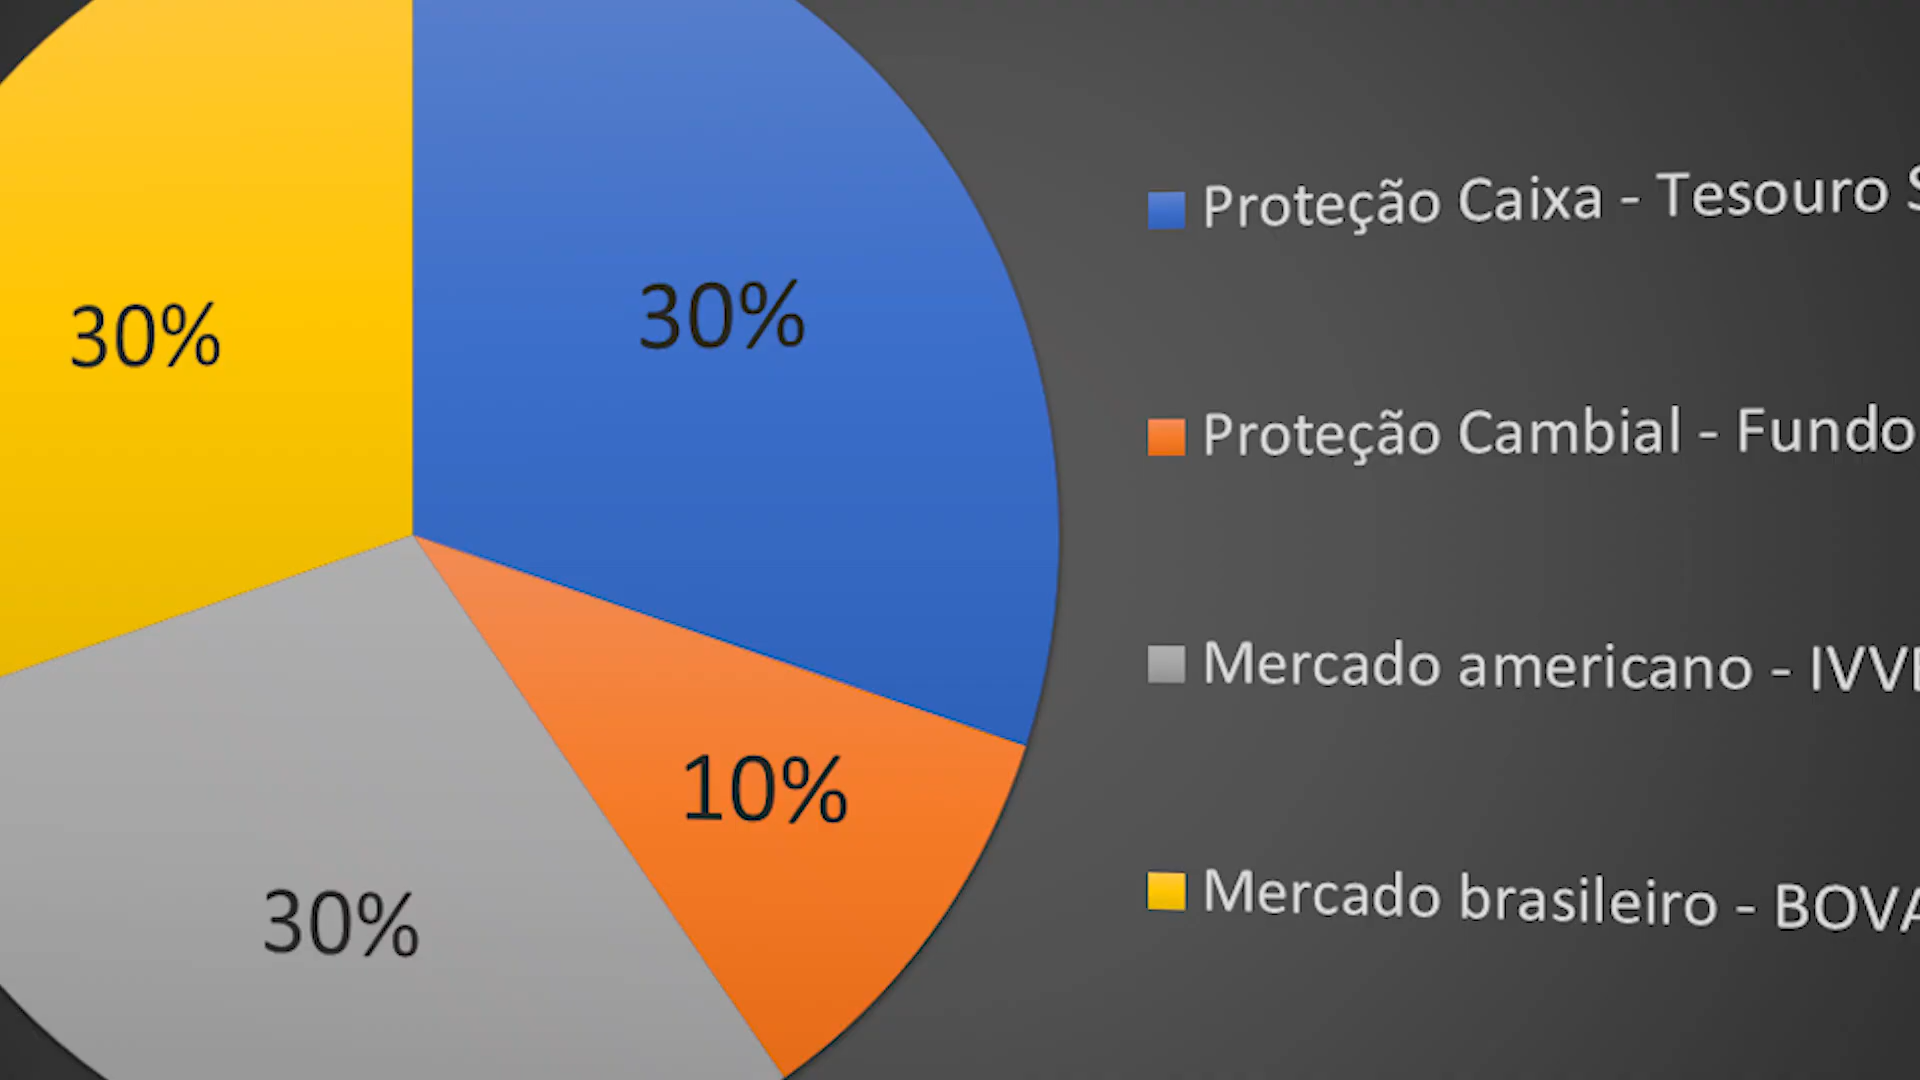 30%
30%
10%
30%
Proteção Caixa - Tesouro
Proteção Cambial - Fundo
Mercado americano -
Mercado brasileiro -